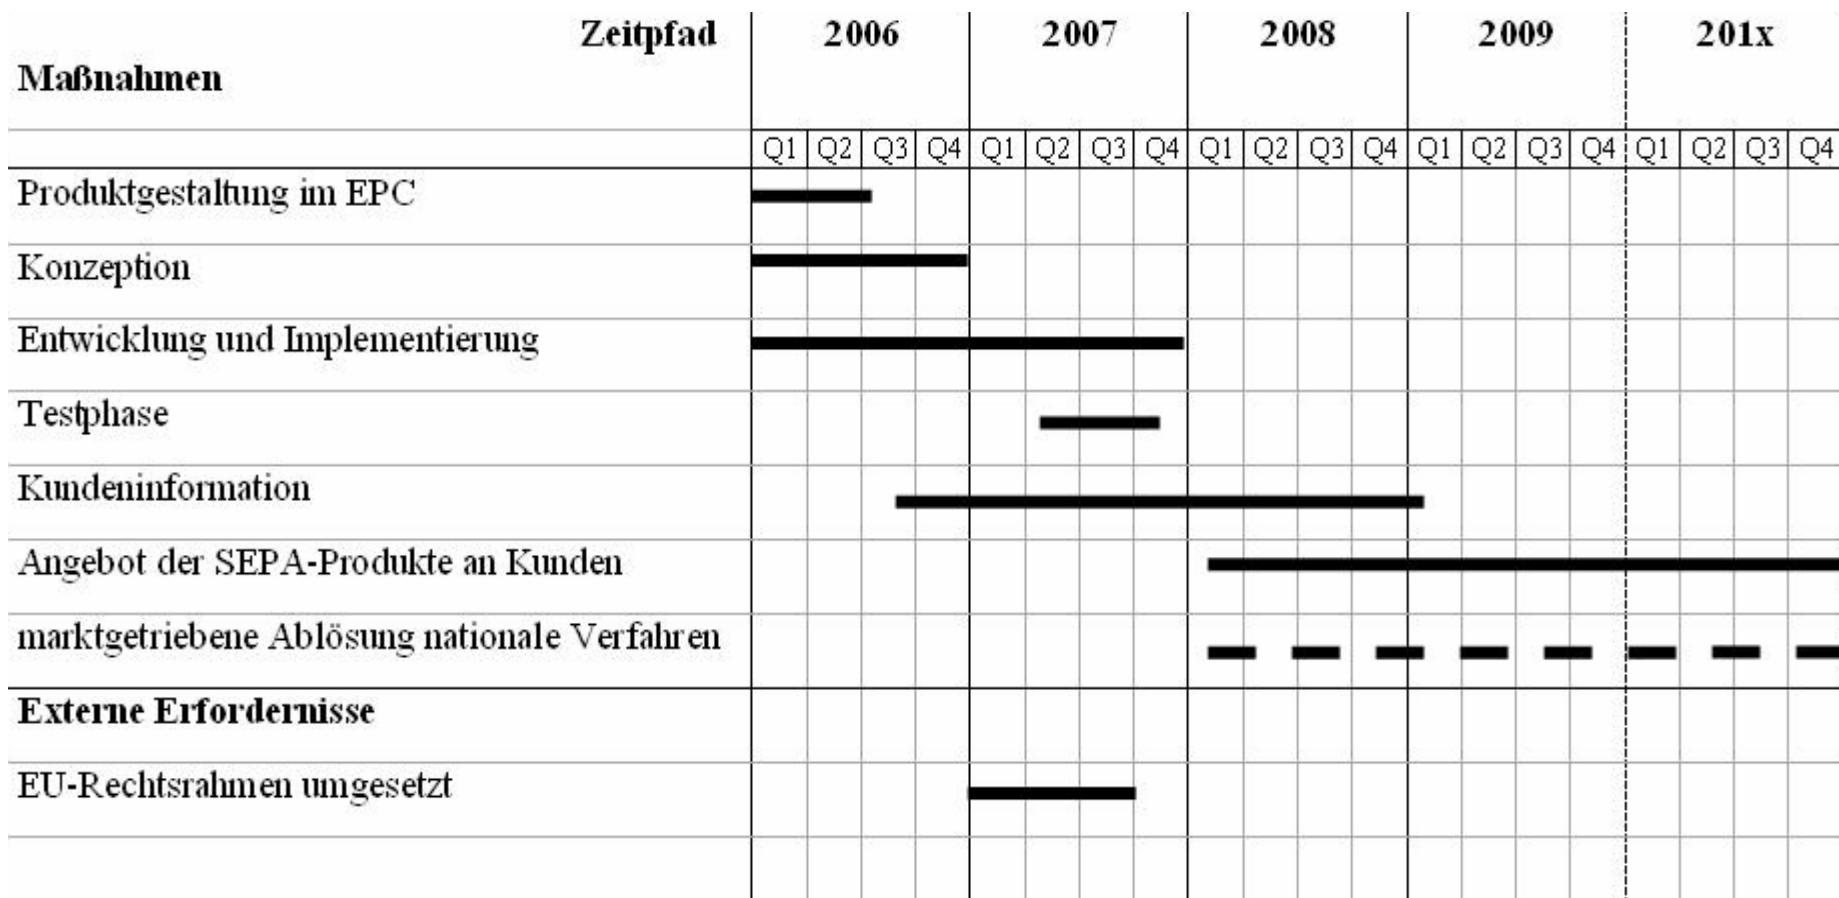 Zeitpfad 2006 2007 2008 2009 201x
Maßnahmen
Q1 Q2 Q3 Q4 Q1 Q2 Q3 Q4 Q1 Q2 Q3 Q4 Q1 Q2 Q3 Q4 Q1 Q2 Q3 Q4
Produktgestaltung im EPC
Konzeption
Entwicklung und Implementierung
Testphase
Kundeninformation
Angebot der SEPA-Produkte an Kunden
marktgetriebene Ablösung nationale Verfahren
Externe Erfordernisse
EU-Rechtsrahmen umgesetzt